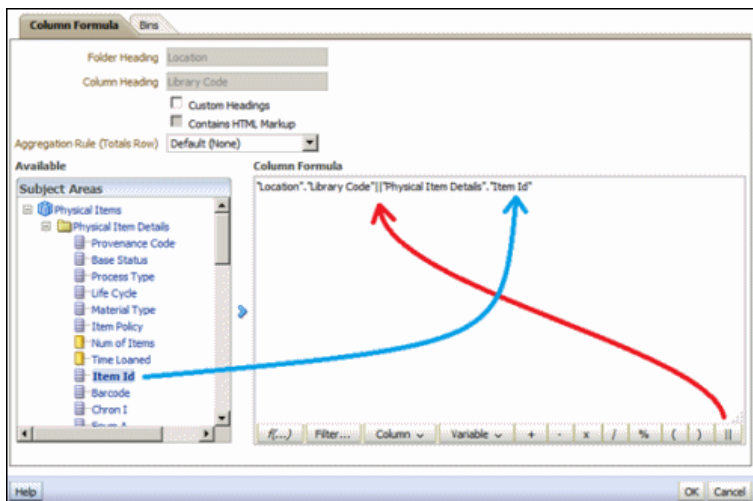 Column Formula Bins
Folder Heading Location
Column Heading Library Code
Custom Headings
Contains HTML Markup
Aggregation Rule (Totals Row) Default (None)
Available Column Formula
Subject Areas
"Location"."Library Code"||"Physical Item Details"."Item Id"
Physical Items
Physical Item Details
Provenance Code
Base Status
Process Type
Life Cycle
Material Type
Item Policy
Num of Items
Time Loaned
Item Id
Barcode
Chron I
Enum A
f(...) Filter... Column Variable + - x / % ( ) ||
Help OK Cancel